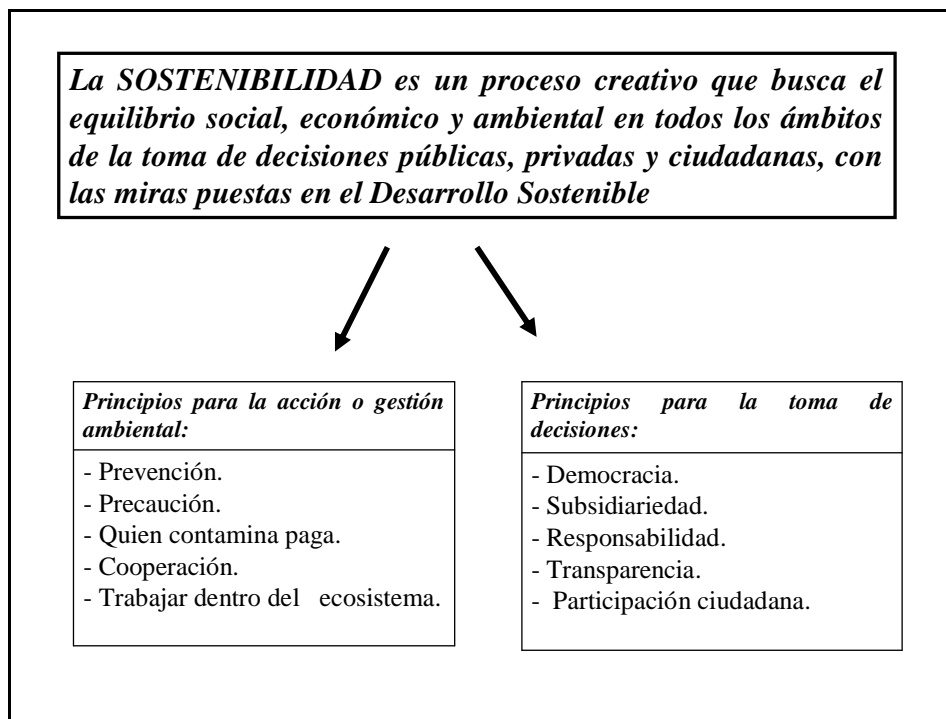 La SOSTENIBILIDAD es un proceso creativo que busca el
equilibrio social, económico y ambiental en todos los ámbitos
de la toma de decisiones públicas, privadas y ciudadanas, con
las miras puestas en el Desarrollo Sostenible
Principios para la acción o gestión
ambiental:
- Prevención.
- Precaución.
- Quien contamina paga.
- Cooperación.
- Trabajar dentro del ecosistema.
Principios para la toma de
decisiones:
- Democracia.
- Subsidiariedad.
- Responsabilidad.
- Transparencia.
- Participación ciudadana.